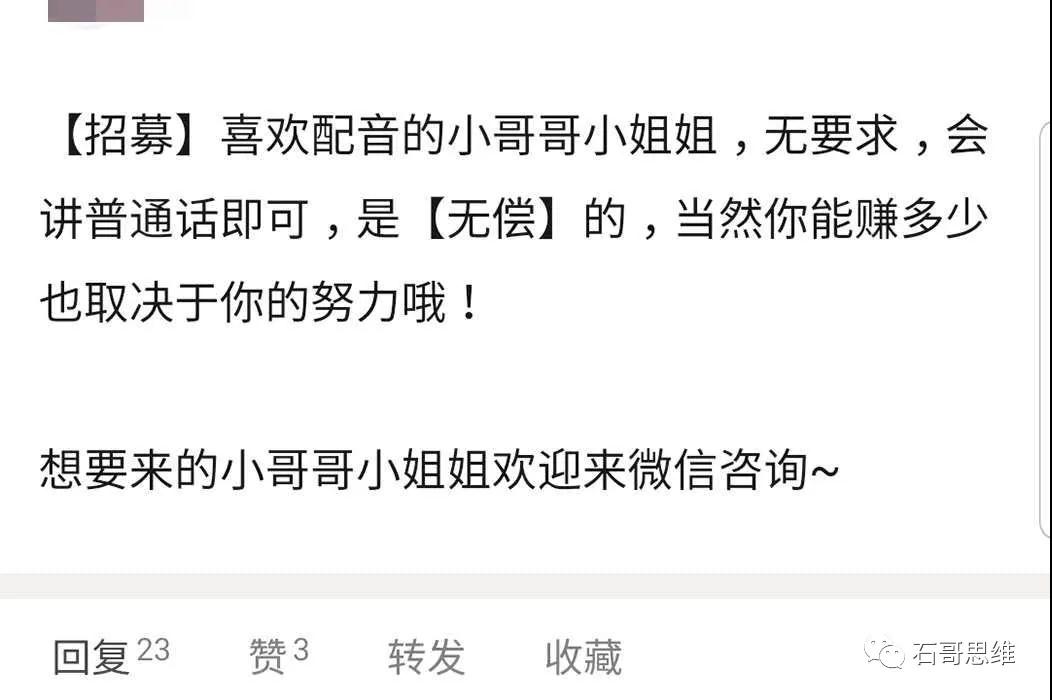 【招募】喜欢配音的小哥哥小姐姐，无要求，会
讲普通话即可，是【无偿】的，当然你能赚多少
也取决于你的努力哦！
想要来的小哥哥小姐姐欢迎来微信咨询~
回复 23 赞 3 转发 收藏
石哥思维